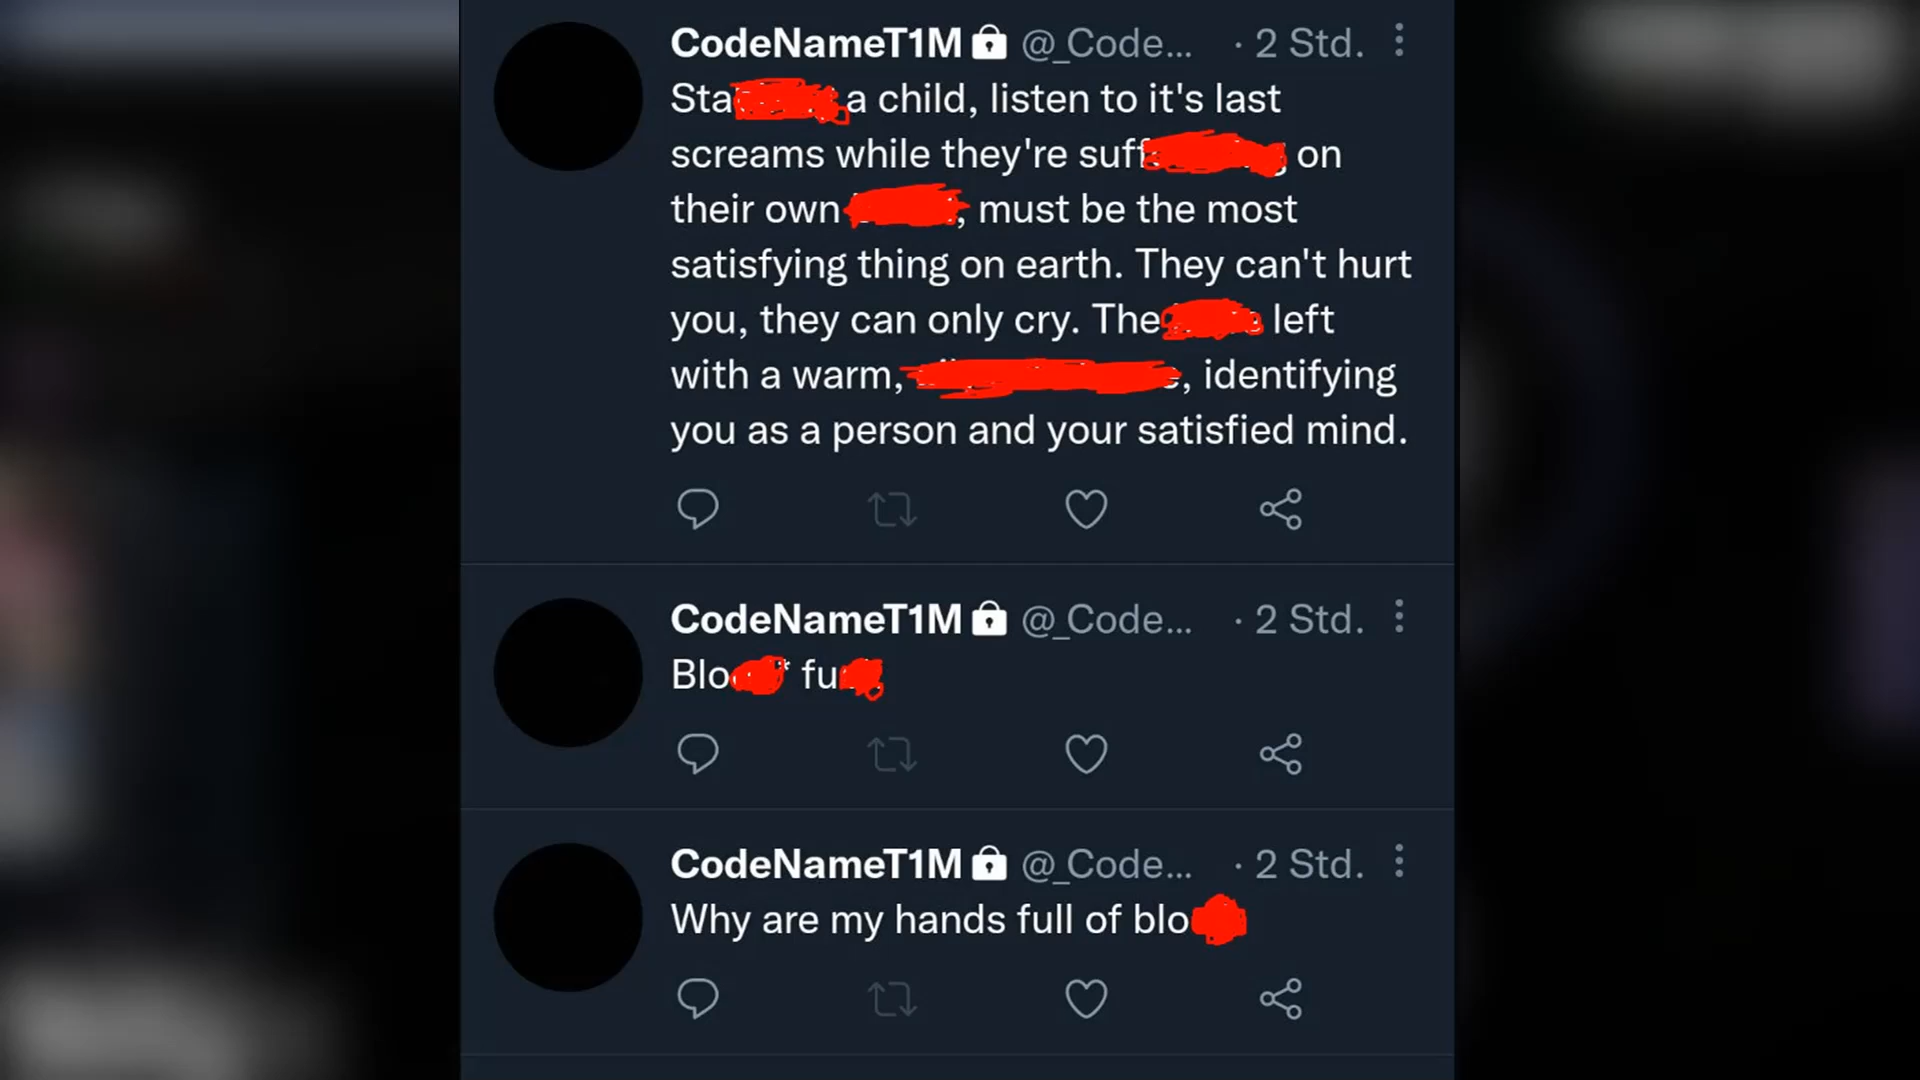 CodeNameT1M @_Code... · 2 Std.
Sta a child, listen to it's last
screams while they're suff on
their own , must be the most
satisfying thing on earth. They can't hurt
you, they can only cry. The left
with a warm, , identifying
you as a person and your satisfied mind.
CodeNameT1M @_Code... · 2 Std.
Blo * fu
CodeNameT1M @_Code... · 2 Std.
Why are my hands full of blo